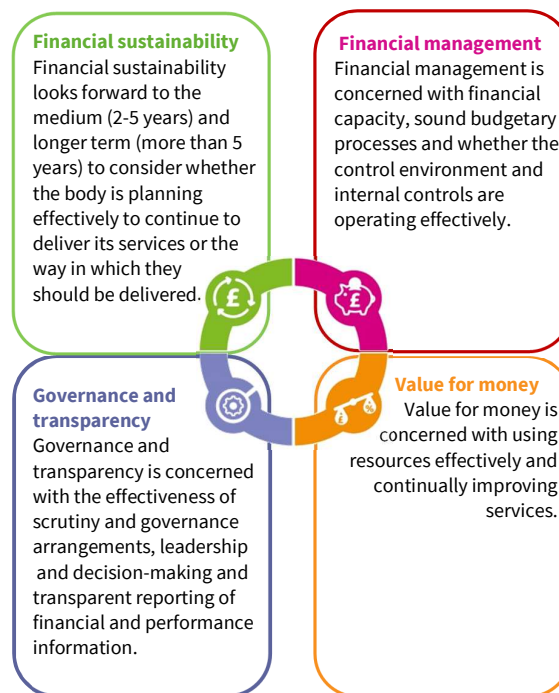 Financial sustainability
Financial sustainability
looks forward to the
medium (2-5 years) and
longer term (more than 5
years) to consider whether
the body is planning
effectively to continue to
deliver its services or the
way in which they
should be delivered.
Financial management
Financial management is
concerned with financial
capacity, sound budgetary
processes and whether the
control environment and
internal controls are
operating effectively.
Governance and
transparency
Governance and
transparency is concerned
with the effectiveness of
scrutiny and governance
arrangements, leadership
and decision-making and
transparent reporting of
financial and performance
information.
Value for money
Value for money is
concerned with using
resources effectively and
continually improving
services.
£
£
£ %